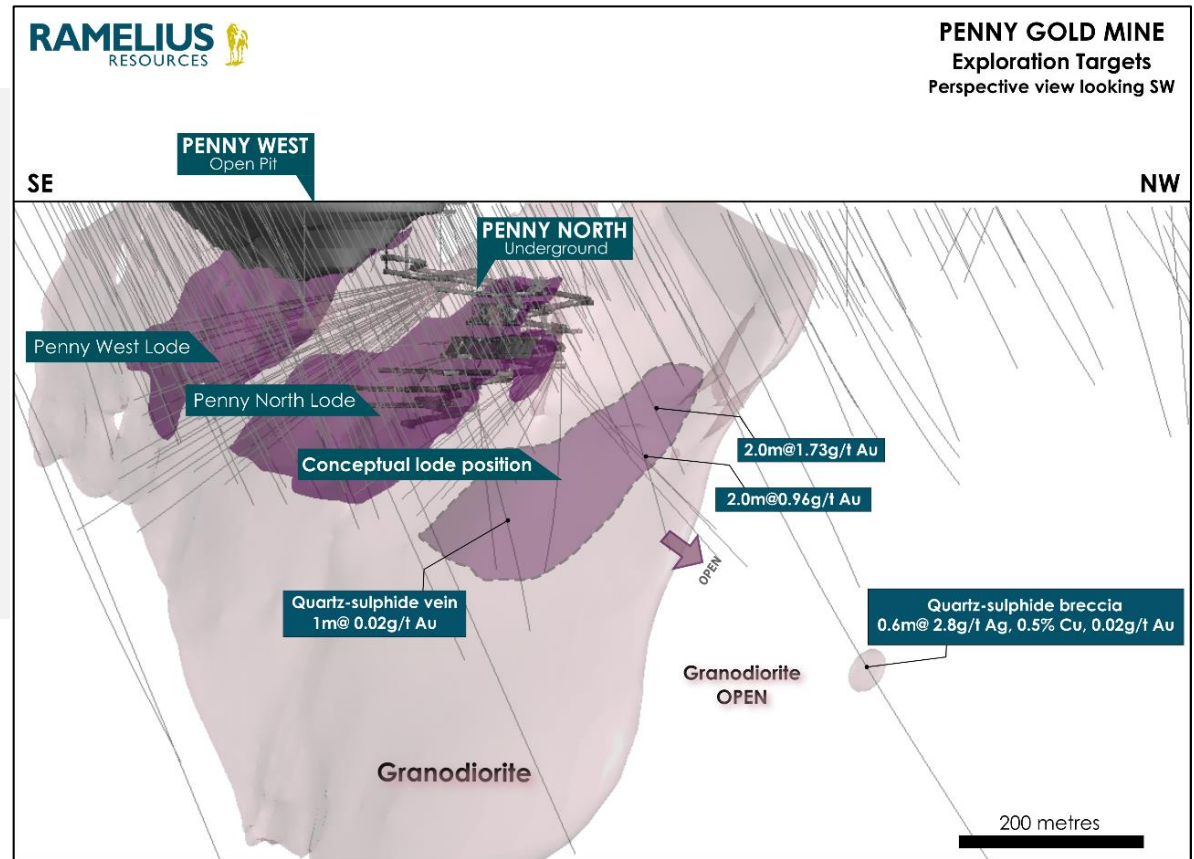 RAMELIUS
RESOURCES
PENNY GOLD MINE
Exploration Targets
Perspective view looking SW
PENNY WEST
Open Pit
SE
NW
PENNY NORTH
Underground
Penny West Lode
Penny North Lode
Conceptual lode position
2.0m@1.73g/t Au
2.0m@0.96g/t Au
OPEN
Quartz-sulphide vein
1m@ 0.02g/t Au
Quartz-sulphide breccia
0.6m@ 2.8g/t Ag, 0.5% Cu, 0.02g/t Au
Granodiorite
OPEN
Granodiorite
200 metres